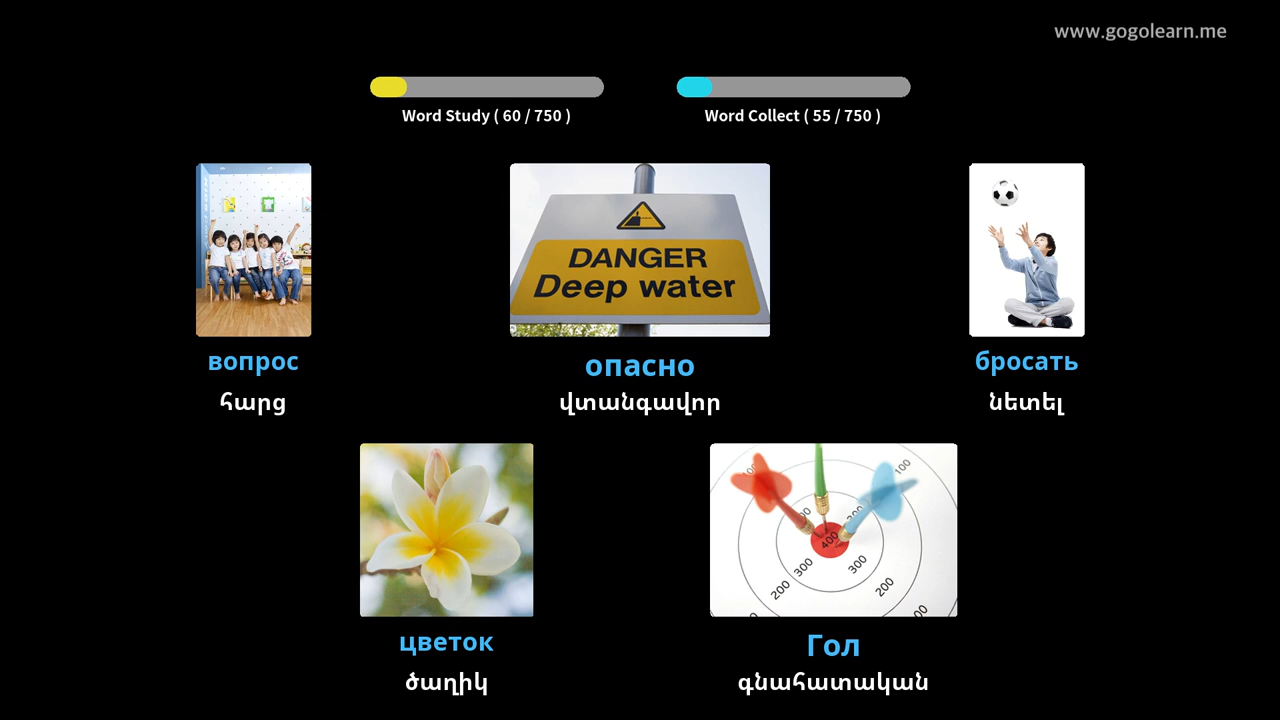 www.gogolearn.me
Word Study ( 60 / 750 )
Word Collect ( 55 / 750 )
DANGER
Deep water
вопрос
опасно
бросать
հարց
վտանգավոր
նետել
100
100
200
400
300
300
200
200
цветок
Гол
ծաղիկ
գնահատական